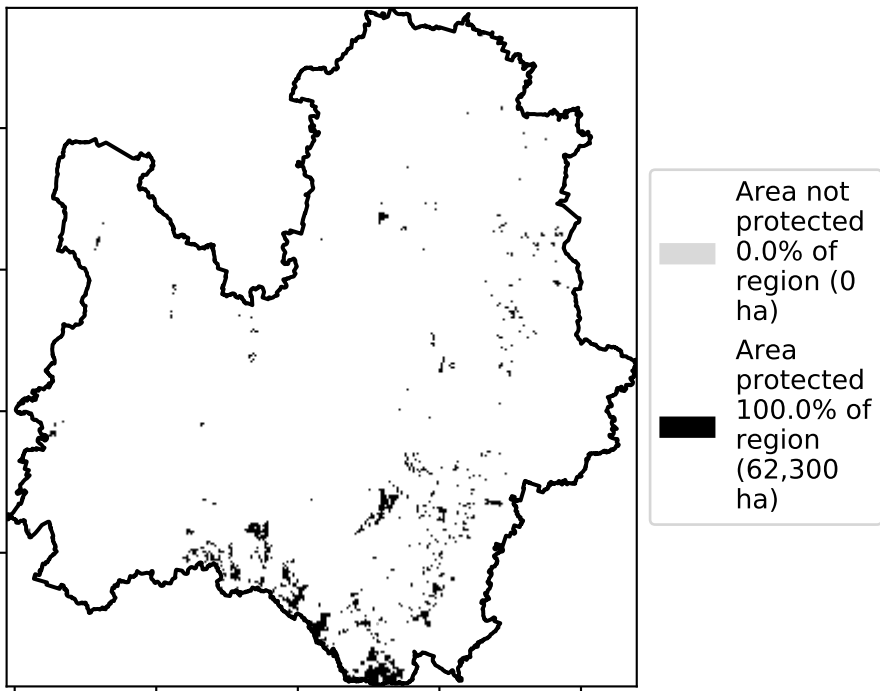 Area not
protected
0.0% of
region (0
ha)
Area
protected
100.0% of
region
(62,300
ha)